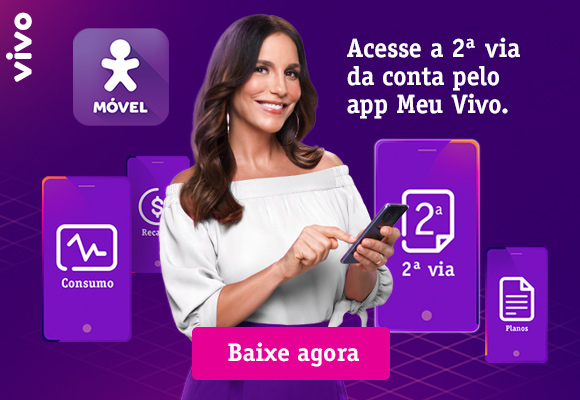 vivo
MÓVEL
Acesse a 2ª via
da conta pelo
app Meu Vivo.
Consumo
$
2ª
2ª via
Planos
Baixe agora